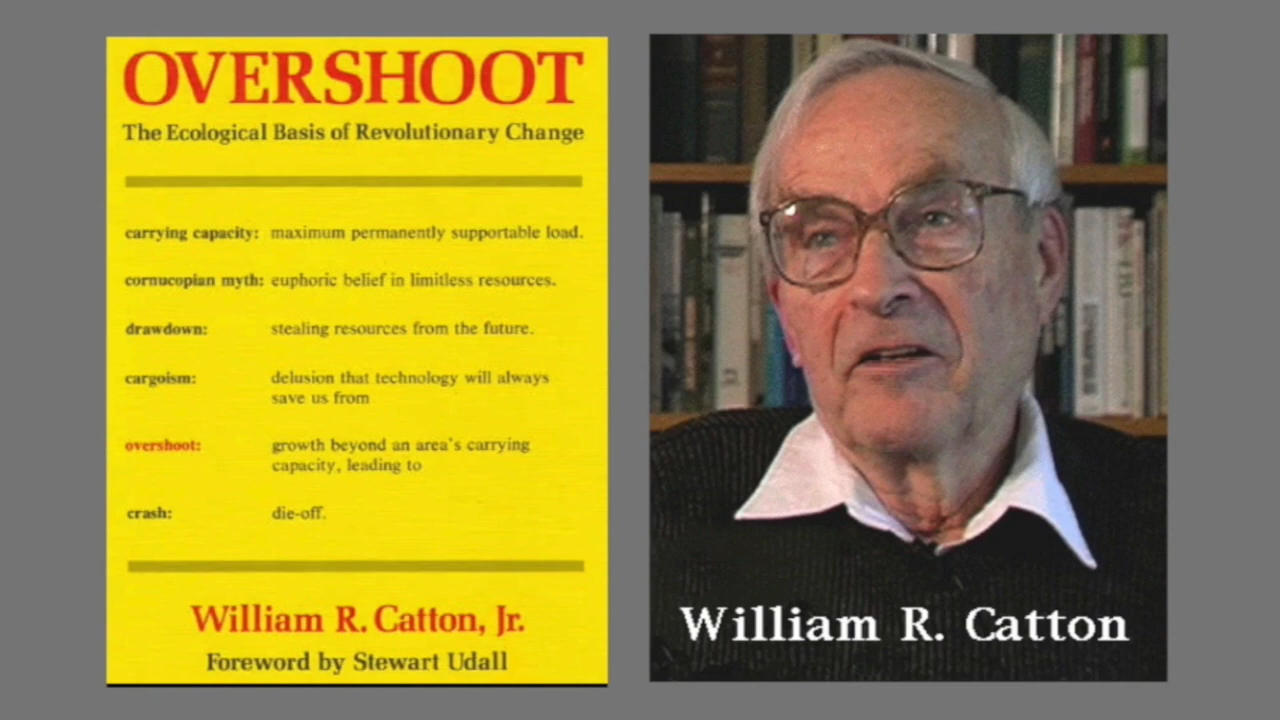 OVERSHOOT
The Ecological Basis of Revolutionary Change
carrying capacity: maximum permanently supportable load.
cornucopian myth: euphoric belief in limitless resources.
drawdown: stealing resources from the future.
cargoism: delusion that technology will always
save us from
overshoot: growth beyond an area's carrying
capacity, leading to
crash: die-off.
William R. Catton, Jr.
Foreword by Stewart Udall
William R. Catton